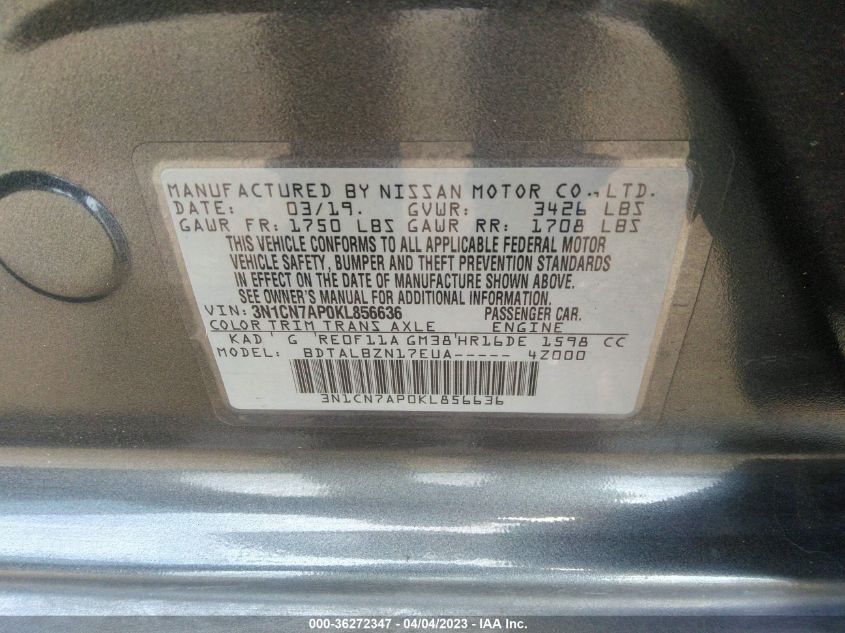 MANUFACTURED BY NISSAN MOTOR CO., LTD.
DATE: 03/19. GVWR: 3426 LBS
GAWR FR: 1750 LBS GAWR RR: 1708 LBS
THIS VEHICLE CONFORMS TO ALL APPLICABLE FEDERAL MOTOR
VEHICLE SAFETY, BUMPER AND THEFT PREVENTION STANDARDS
IN EFFECT ON THE DATE OF MANUFACTURE SHOWN ABOVE.
SEE OWNER'S MANUAL FOR ADDITIONAL INFORMATION.
VIN: 3N1CN7AP0KL856636 PASSENGER CAR.
COLOR TRIM TRANS AXLE ENGINE
KAD G RE0F11A GM38 HR16DE 1598 CC
MODEL: BDTALBZN17EUA----- 4Z000
3N1CN7AP0KL856636
000-36272347 - 04/04/2023 - IAA Inc.